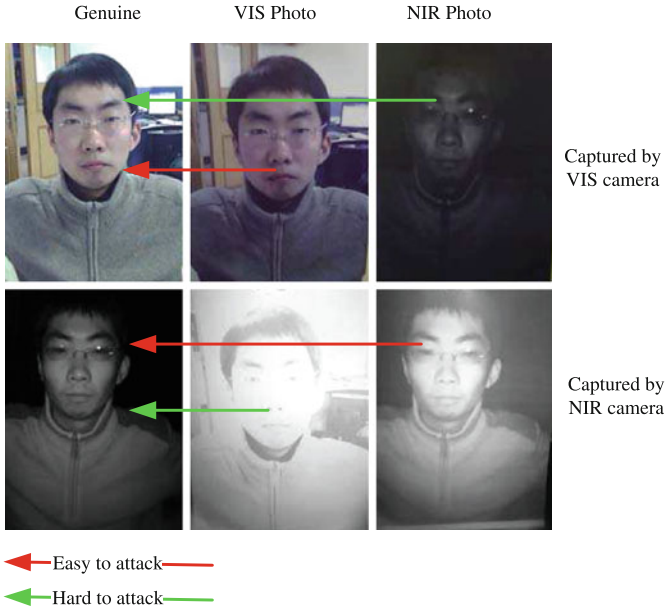 Genuine VIS Photo NIR Photo
Captured by
VIS camera
Captured by
NIR camera
Easy to attack
Hard to attack